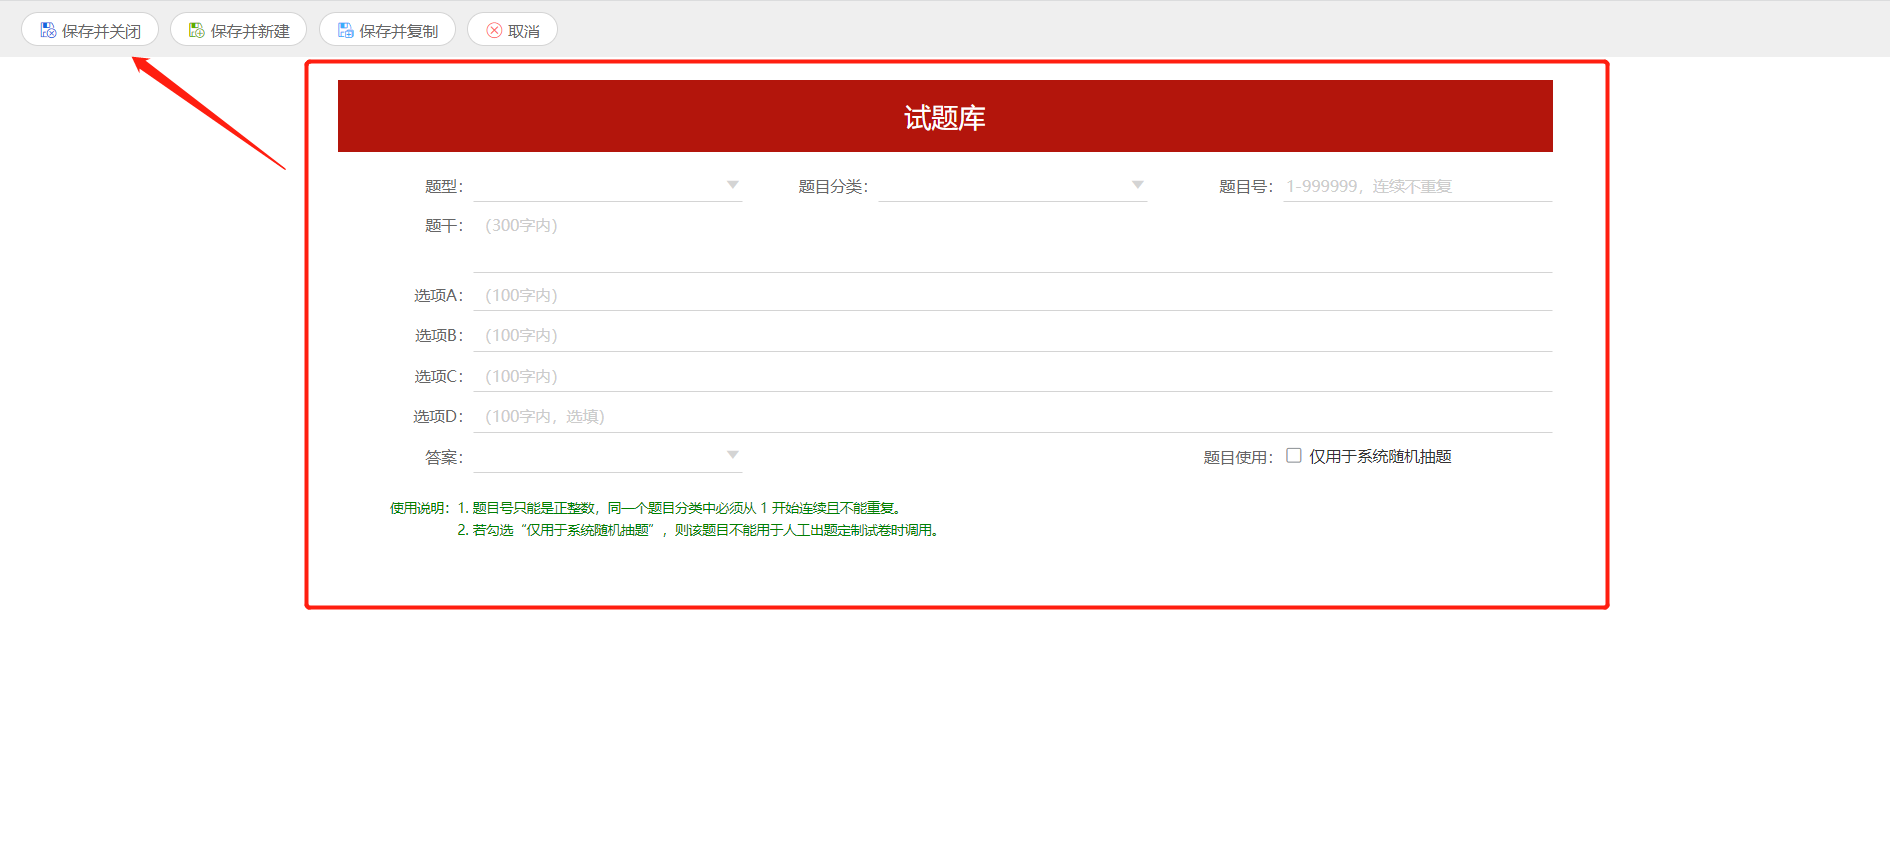 保存并关闭 保存并新建 保存并复制 取消
试题库
题型： 题目分类： 题目号： 1-999999，连续不重复
题干： （300字内）
选项A： （100字内）
选项B： （100字内）
选项C： （100字内）
选项D： （100字内，选填）
答案： 题目使用： 仅用于系统随机抽题
使用说明：1. 题目号只能是正整数，同一个题目分类中必须从 1 开始连续且不能重复。
2. 若勾选“仅用于系统随机抽题”，则该题目不能用于人工出题定制试卷时调用。